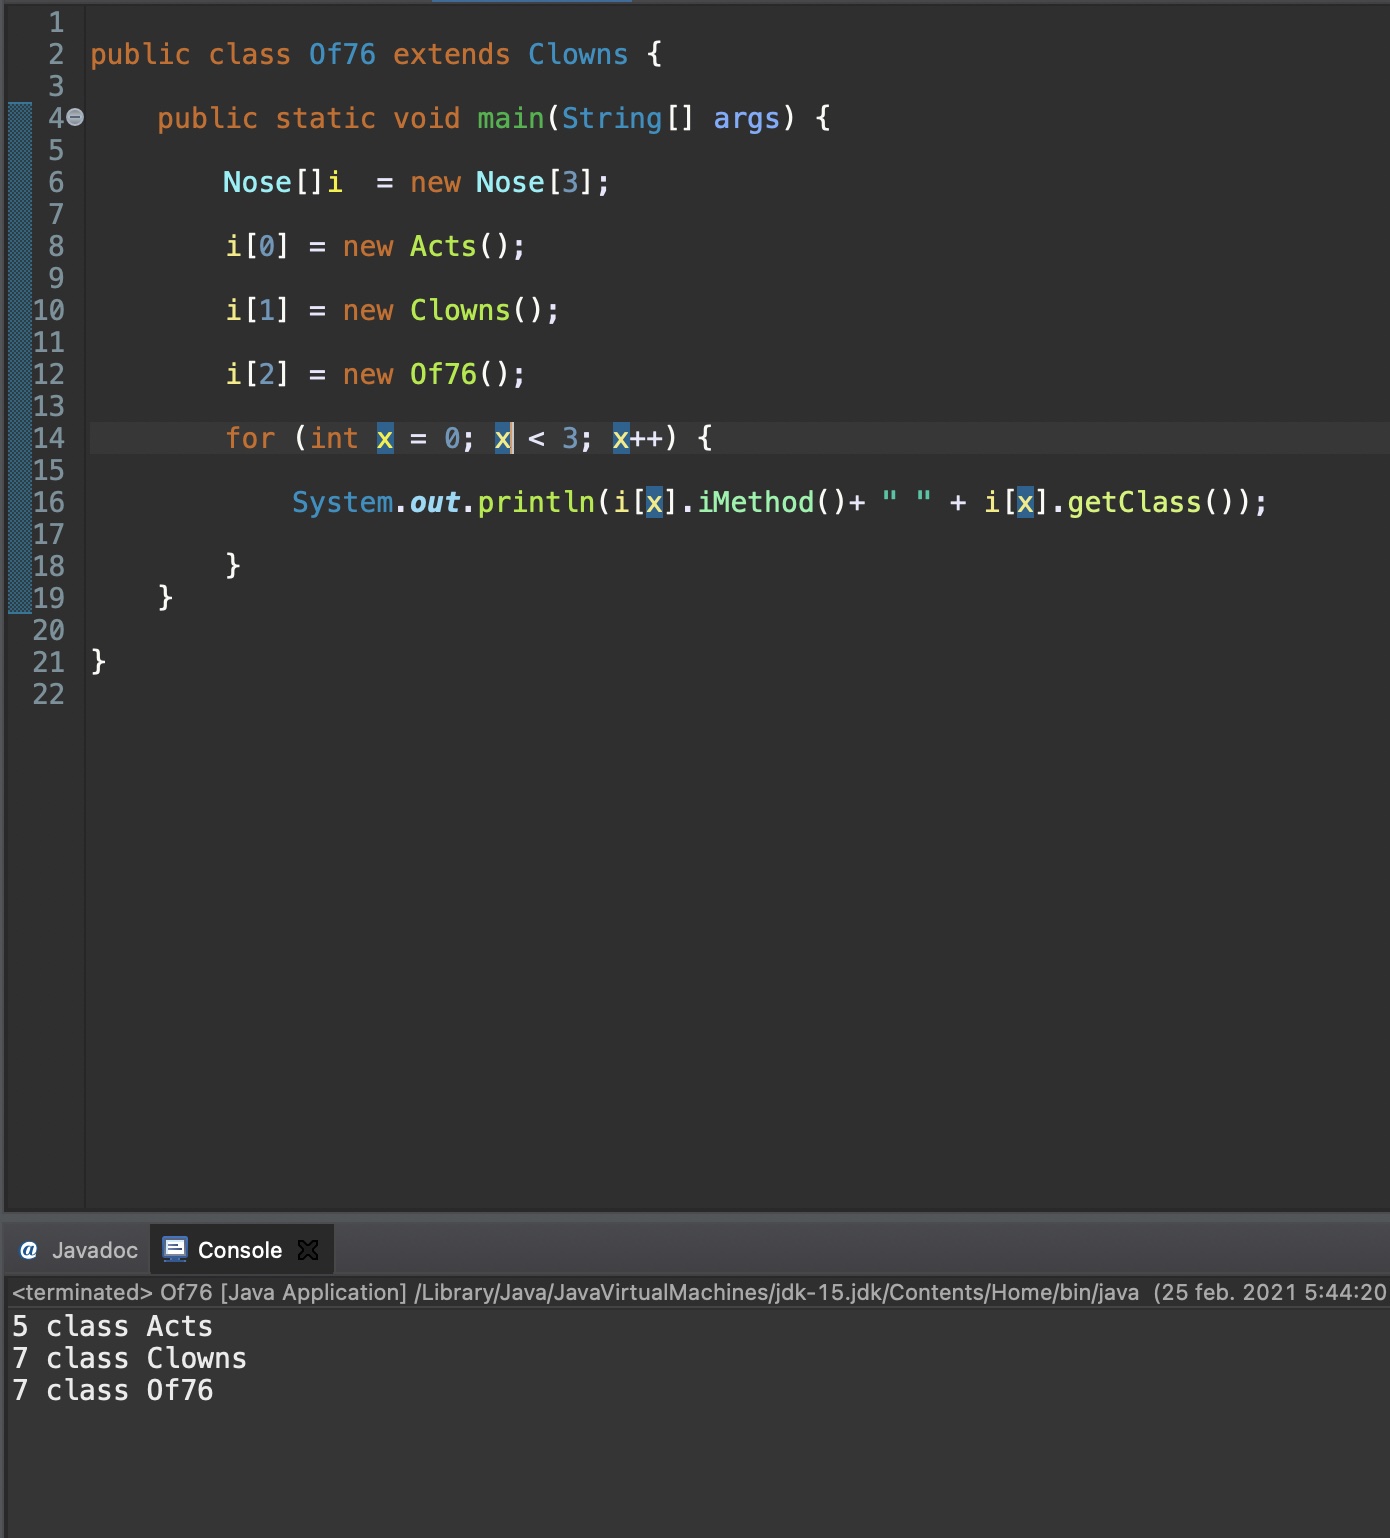 1
2 public class Of76 extends Clowns {
3
4 public static void main(String[] args) {
5
6 Nose[]i  = new Nose[3];
7
8 i[0] = new Acts();
9
10 i[1] = new Clowns();
11
12 i[2] = new Of76();
13
14 for (int x = 0; x < 3; x++) {
15
16 System.out.println(i[x].iMethod()+ " " + i[x].getClass());
17
18 }
19 }
20
21 }
22
@ Javadoc Console
<terminated> Of76 [Java Application] /Library/Java/JavaVirtualMachines/jdk-15.jdk/Contents/Home/bin/java (25 feb. 2021 5:44:20
5 class Acts
7 class Clowns
7 class Of76